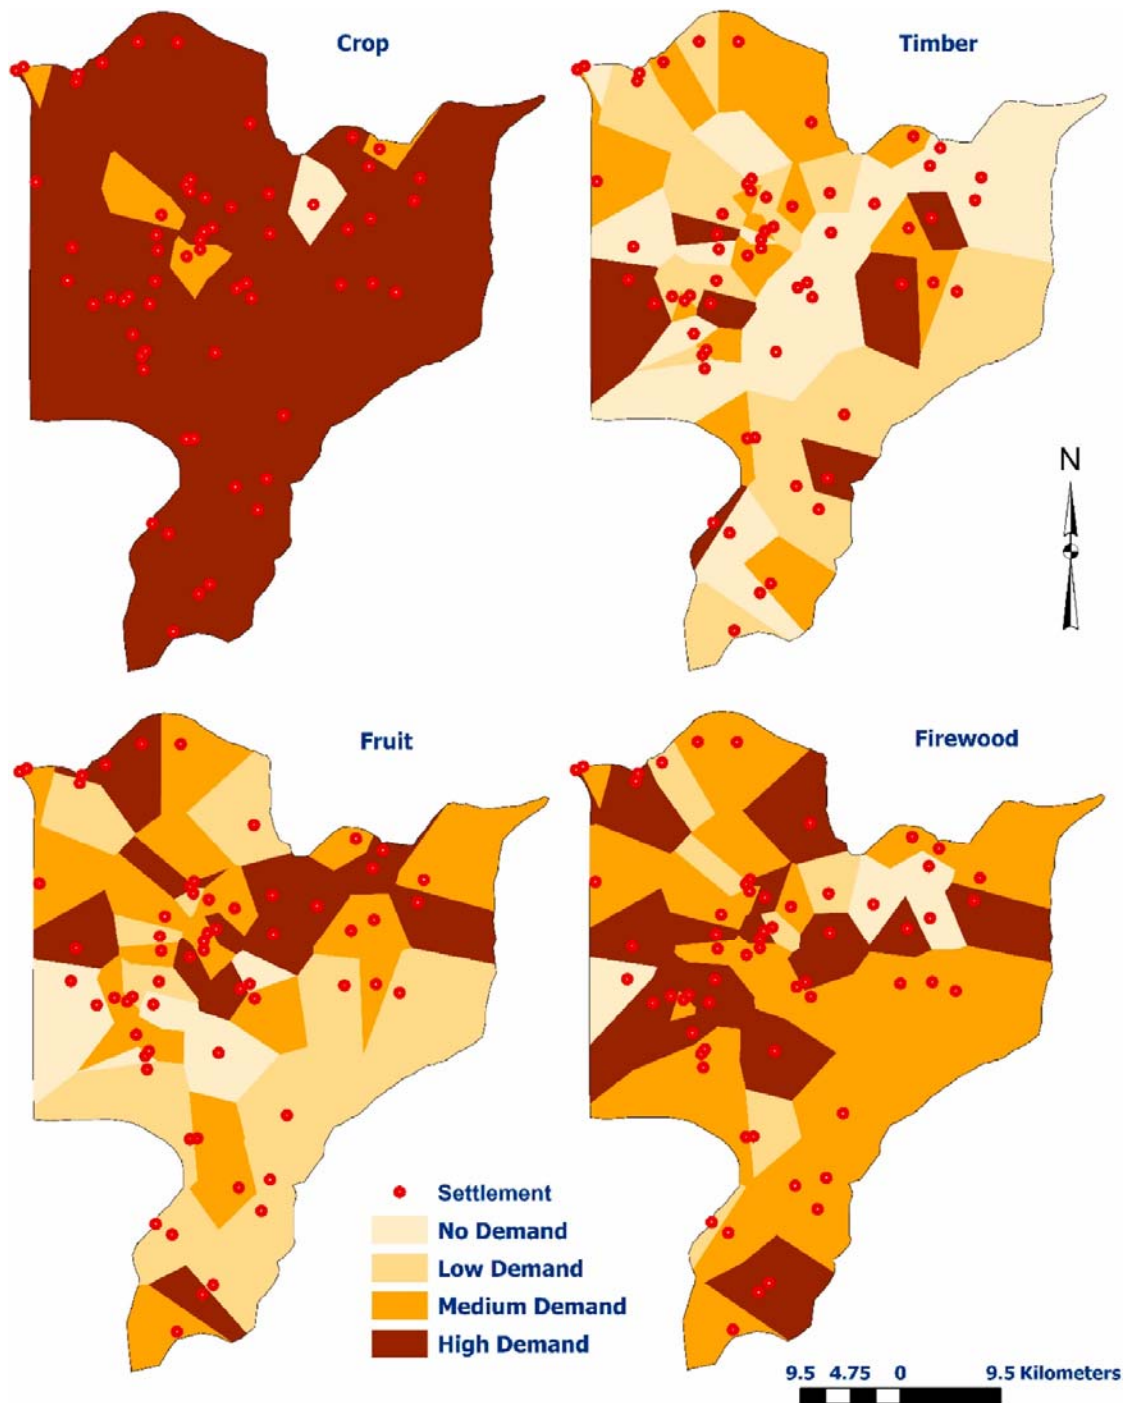 Crop
Timber
N
Fruit
Firewood
Settlement
No Demand
Low Demand
Medium Demand
High Demand
9.5 4.75 0 9.5 Kilometers